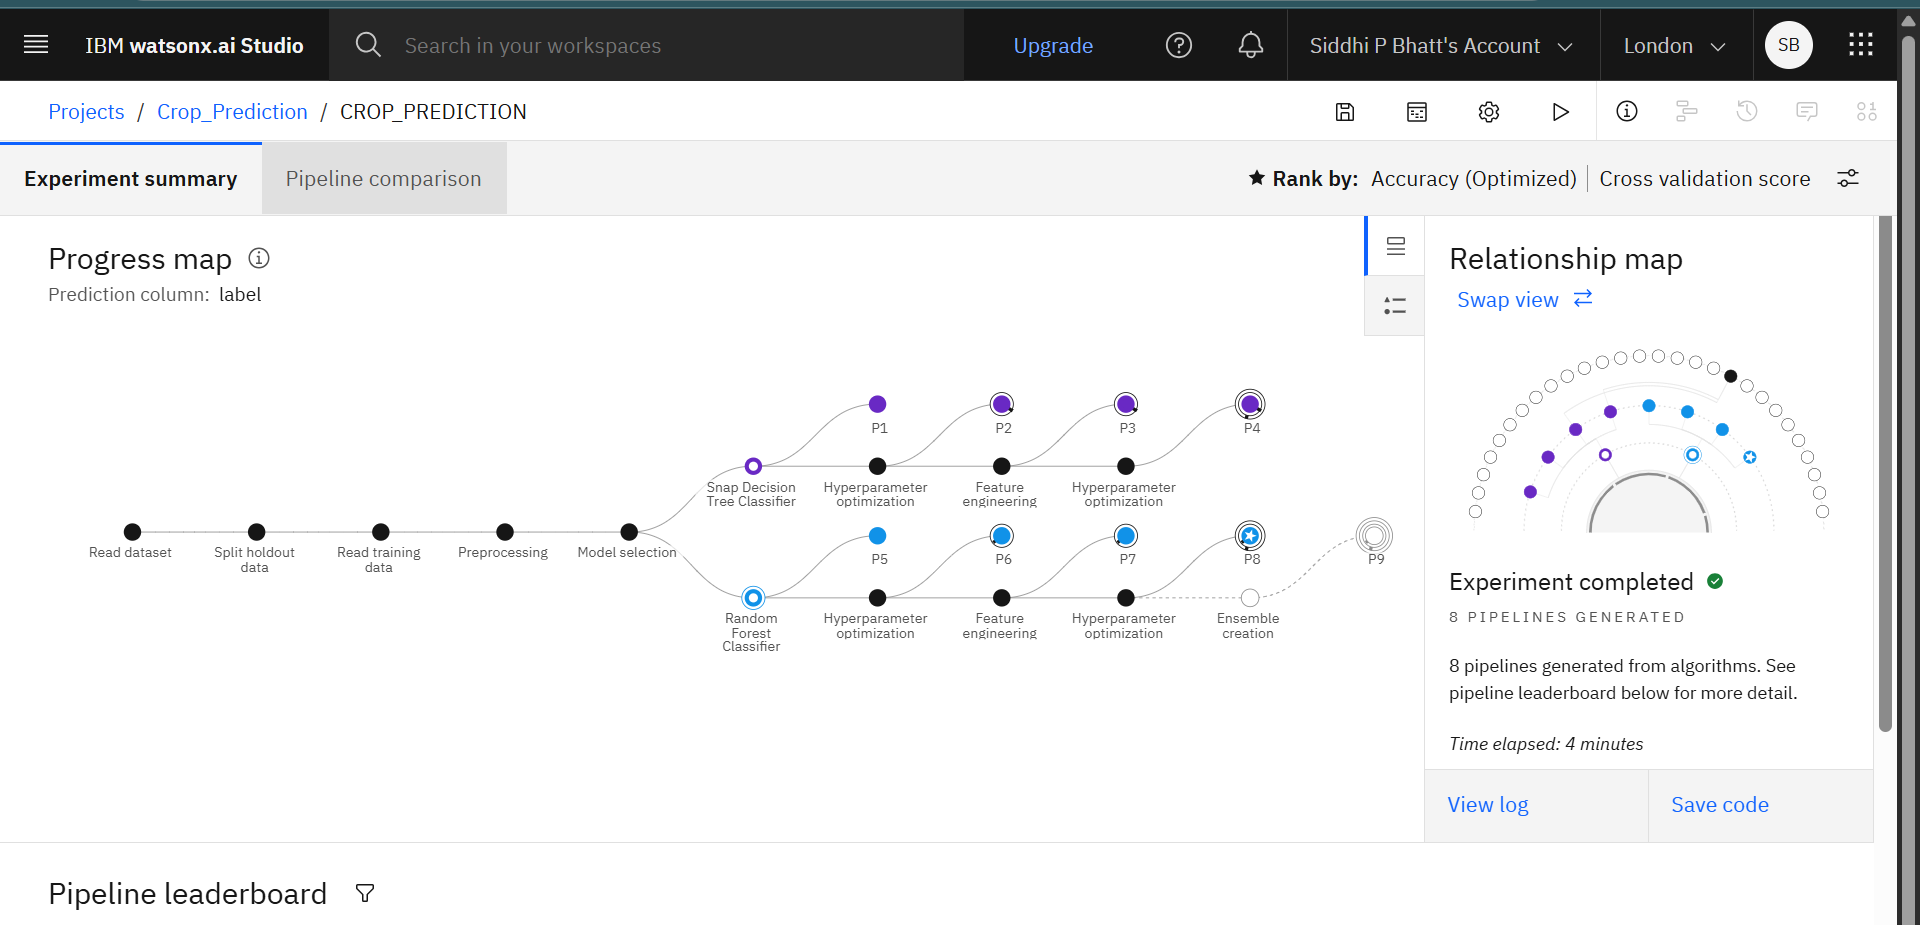 IBM watsonx.ai Studio
Search in your workspaces
Upgrade
Siddhi P Bhatt's Account
London
SB
Projects / Crop_Prediction / CROP_PREDICTION
Experiment summary
Pipeline comparison
Rank by: Accuracy (Optimized) | Cross validation score
Progress map
Prediction column: label
P1
P2
P3
P4
Snap Decision
Tree Classifier
Hyperparameter
optimization
Feature
engineering
Hyperparameter
optimization
Read dataset
Split holdout
data
Read training
data
Preprocessing
Model selection
P5
P6
P7
P8
P9
Random
Forest
Classifier
Hyperparameter
optimization
Feature
engineering
Hyperparameter
optimization
Ensemble
creation
Relationship map
Swap view
Experiment completed
8 PIPELINES GENERATED
8 pipelines generated from algorithms. See
pipeline leaderboard below for more detail.
Time elapsed: 4 minutes
View log
Save code
Pipeline leaderboard